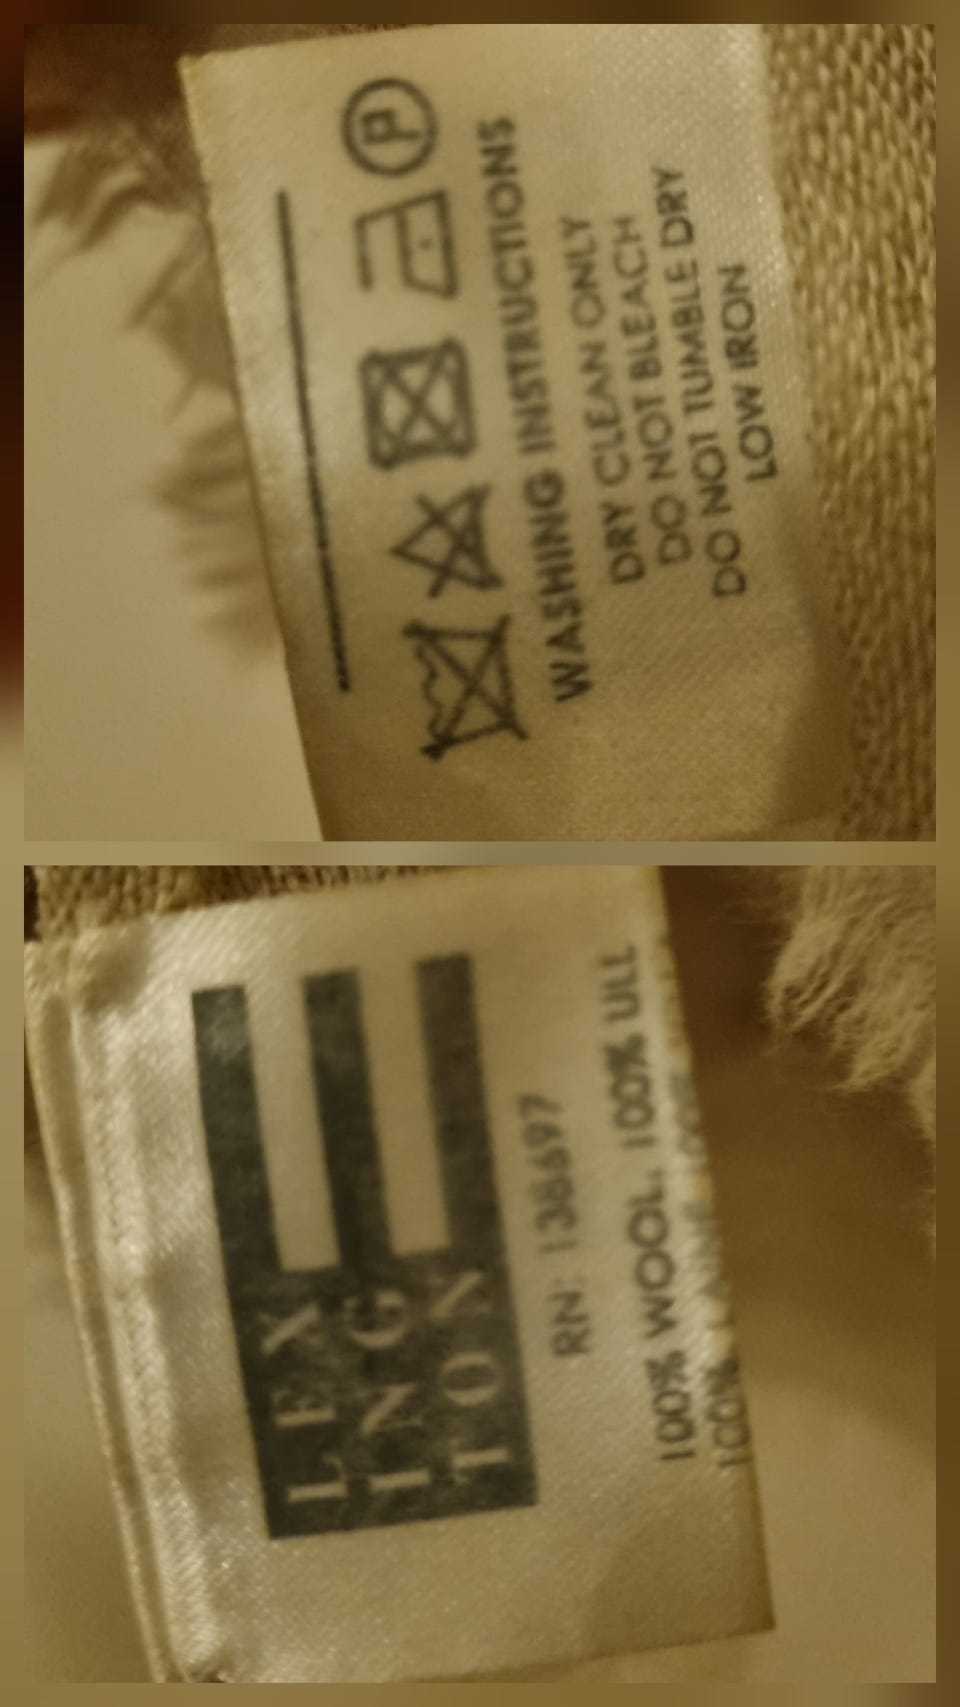 P
WASHING INSTRUCTIONS
DRY CLEAN ONLY
DO NOT BLEACH
DO NOT TUMBLE DRY
LOW IRON
LEX
ING
TON
RN: 138697
100% WOOL. 100% ULL
100%